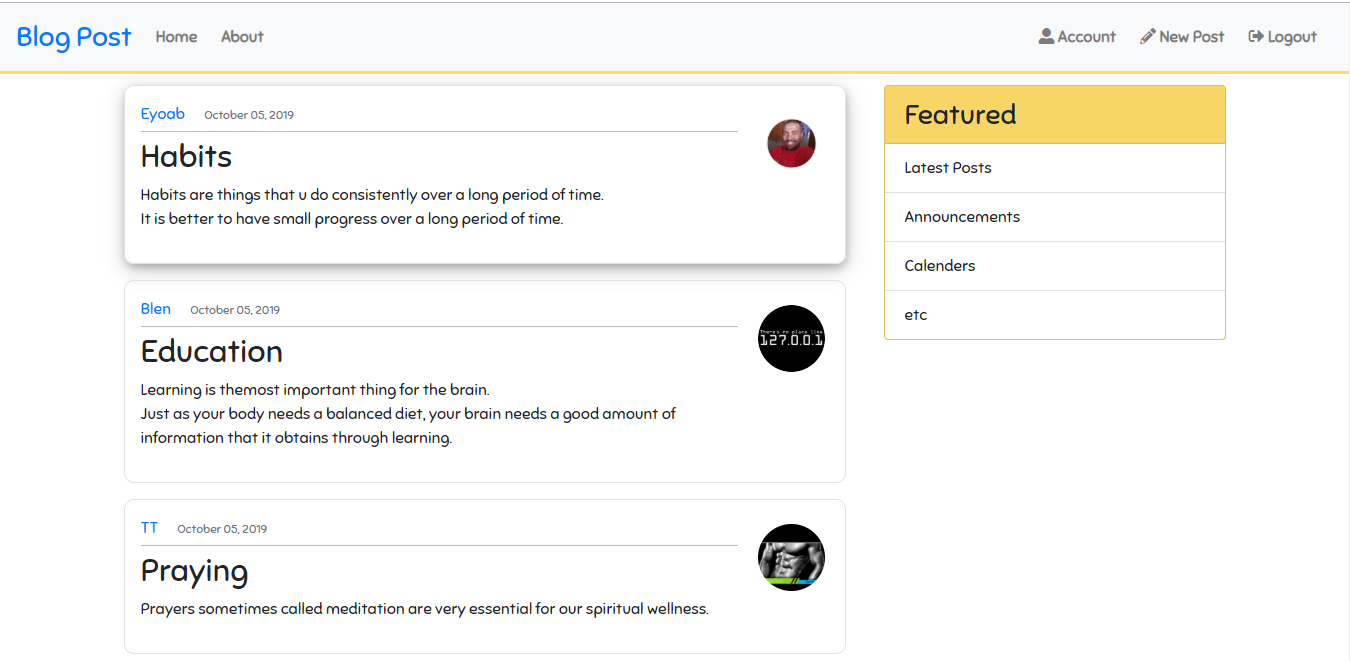 Blog Post Home About Account New Post Logout
Eyoab October 05, 2019
Habits
Habits are things that u do consistently over a long period of time.
It is better to have small progress over a long period of time.
Blen October 05, 2019
There's no place like
127.0.0.1
Education
Learning is themost important thing for the brain.
Just as your body needs a balanced diet, your brain needs a good amount of
information that it obtains through learning.
TT October 05, 2019
Praying
Prayers sometimes called meditation are very essential for our spiritual wellness.
Featured
Latest Posts
Announcements
Calenders
etc